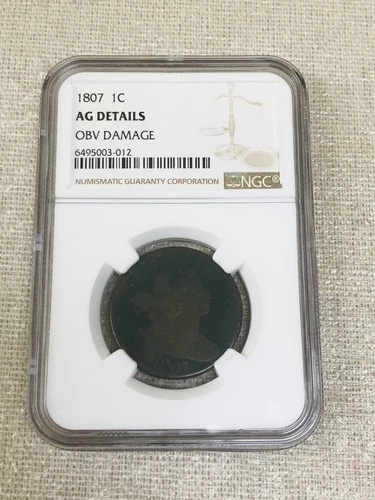 1807 1C
AG DETAILS
OBV DAMAGE
6495003-012
NUMISMATIC GUARANTY CORPORATION NGC®